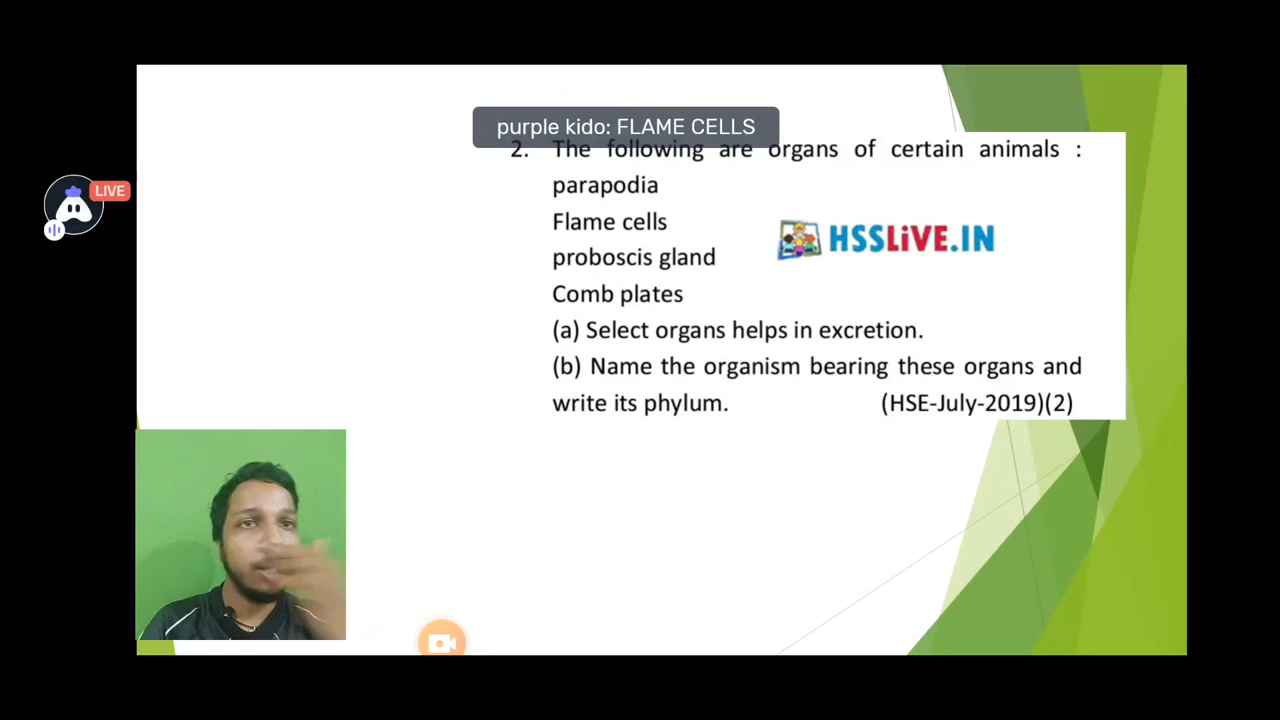 purple kido: FLAME CELLS
LIVE
2. The following are organs of certain animals :
parapodia
Flame cells
HSSLiVE.IN
proboscis gland
Comb plates
(a) Select organs helps in excretion.
(b) Name the organism bearing these organs and
write its phylum. (HSE-July-2019)(2)